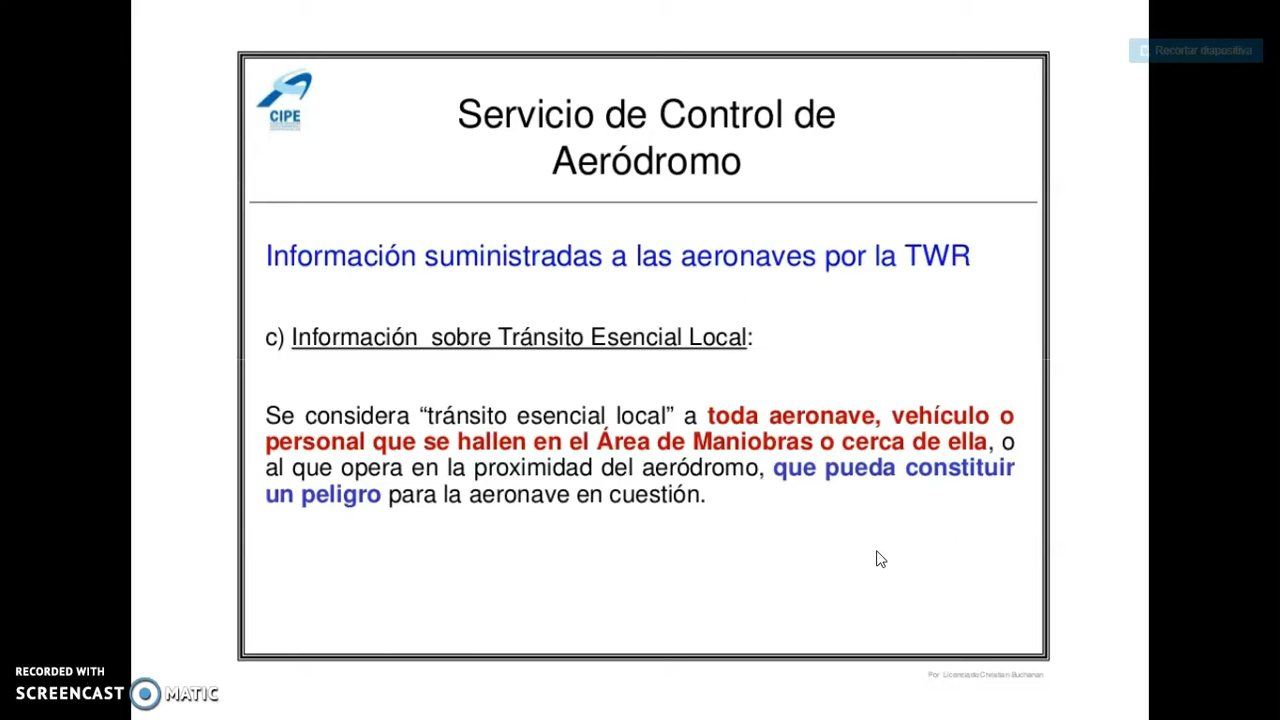 Recortar diapositiva
CIPE
Servicio de Control de
Aeródromo
Información suministradas a las aeronaves por la TWR
c) Información sobre Tránsito Esencial Local:
Se considera “tránsito esencial local” a toda aeronave, vehículo o
personal que se hallen en el Área de Maniobras o cerca de ella, o
al que opera en la proximidad del aeródromo, que pueda constituir
un peligro para la aeronave en cuestión.
Por Licenciado Christian Buchanan
RECORDED WITH
SCREENCAST MATIC